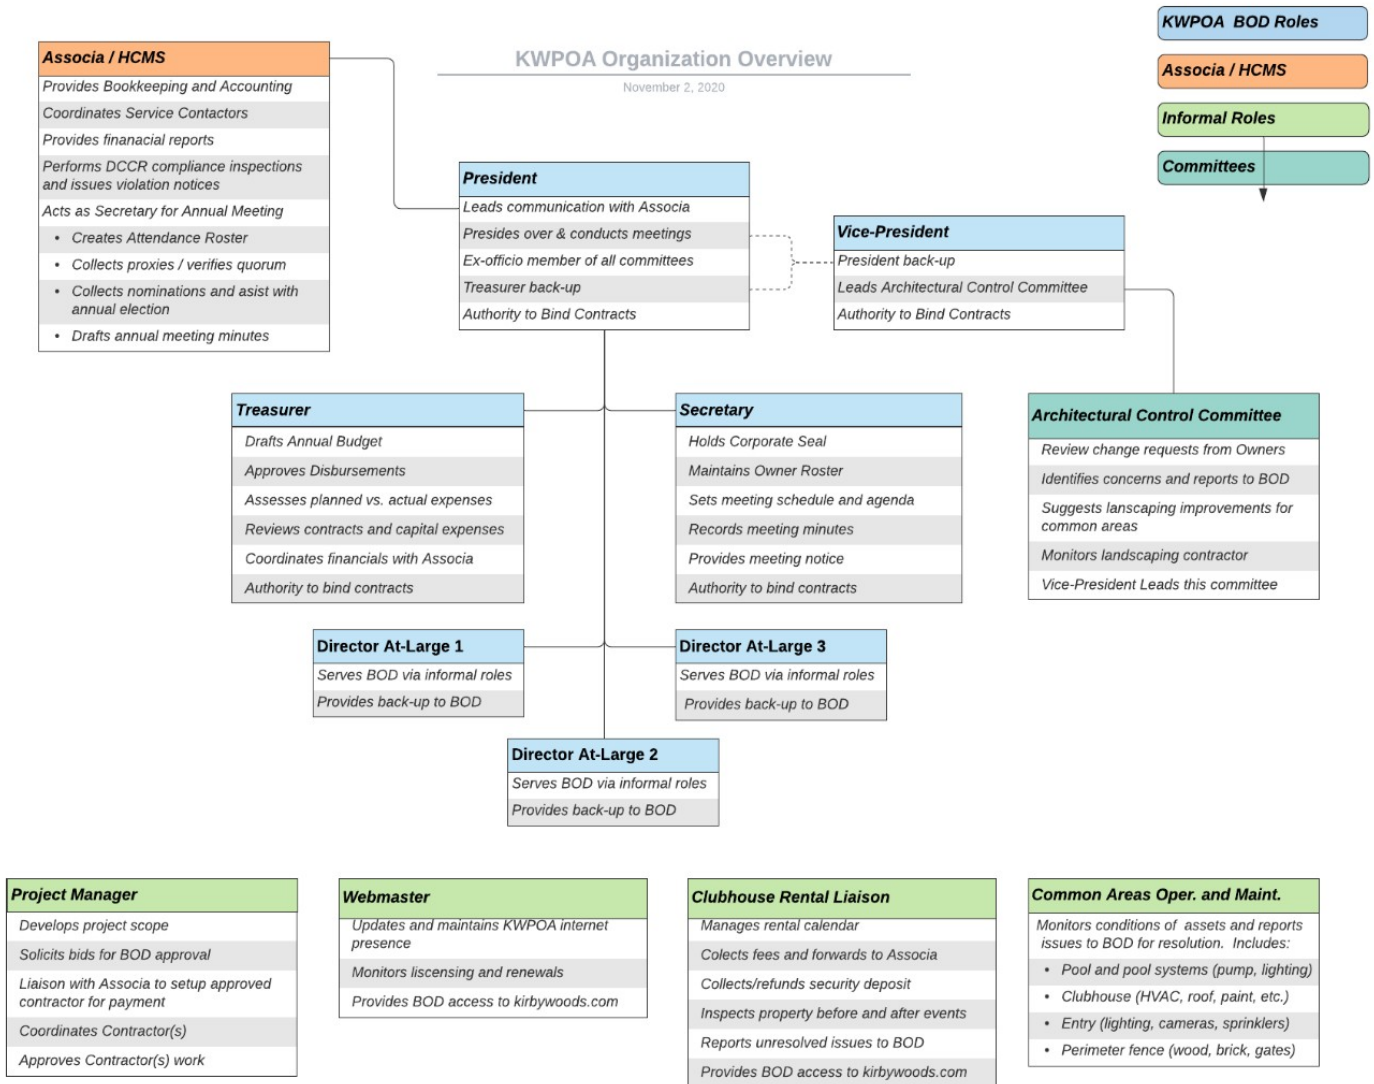 KWPOA Organization Overview
November 2, 2020
KWPOA  BOD Roles
Associa / HCMS
Informal Roles
Committees
Associa / HCMS
Provides Bookkeeping and Accounting
Coordinates Service Contactors
Provides finanacial reports
Performs DCCR compliance inspections
and issues violation notices
Acts as Secretary for Annual Meeting
• Creates Attendance Roster
• Collects proxies / verifies quorum
• Collects nominations and asist with
annual election
• Drafts annual meeting minutes
President
Leads communication with Associa
Presides over & conducts meetings
Ex-officio member of all committees
Treasurer back-up
Authority to Bind Contracts
Vice-President
President back-up
Leads Architectural Control Committee
Authority to Bind Contracts
Treasurer
Drafts Annual Budget
Approves Disbursements
Assesses planned vs. actual expenses
Reviews contracts and capital expenses
Coordinates financials with Associa
Authority to bind contracts
Secretary
Holds Corporate Seal
Maintains Owner Roster
Sets meeting schedule and agenda
Records meeting minutes
Provides meeting notice
Authority to bind contracts
Architectural Control Committee
Review change requests from Owners
Identifies concerns and reports to BOD
Suggests lanscaping improvements for
common areas
Monitors landscaping contractor
Vice-President Leads this committee
Director At-Large 1
Serves BOD via informal roles
Provides back-up to BOD
Director At-Large 3
Serves BOD via informal roles
Provides back-up to BOD
Director At-Large 2
Serves BOD via informal roles
Provides back-up to BOD
Project Manager
Develops project scope
Solicits bids for BOD approval
Liaison with Associa to setup approved
contractor for payment
Coordinates Contractor(s)
Approves Contractor(s) work
Webmaster
Updates and maintains KWPOA internet
presence
Monitors liscensing and renewals
Provides BOD access to kirbywoods.com
Clubhouse Rental Liaison
Manages rental calendar
Colects fees and forwards to Associa
Collects/refunds security deposit
Inspects property before and after events
Reports unresolved issues to BOD
Provides BOD access to kirbywoods.com
Common Areas Oper. and Maint.
Monitors conditions of  assets and reports
issues to BOD for resolution.  Includes:
• Pool and pool systems (pump, lighting)
• Clubhouse (HVAC, roof, paint, etc.)
• Entry (lighting, cameras, sprinklers)
• Perimeter fence (wood, brick, gates)